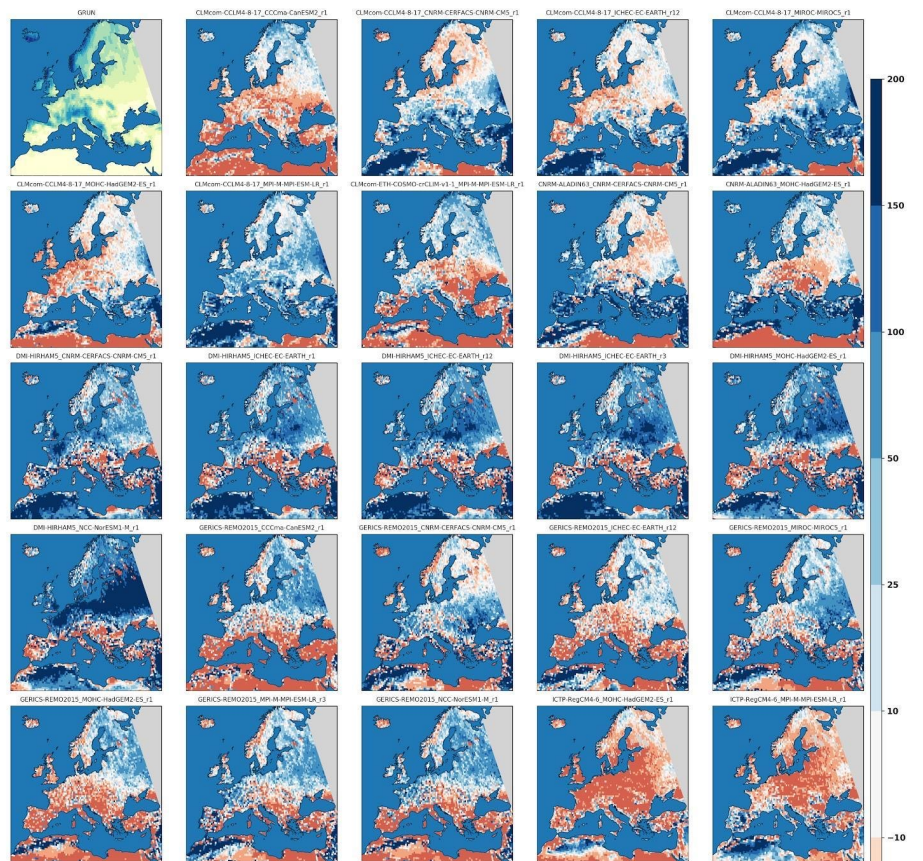 GRUN
CLMcom-CCLM4-8-17_CCCma-CanESM2_r1
CLMcom-CCLM4-8-17_CNRM-CERFACS-CNRM-CM5_r1
CLMcom-CCLM4-8-17_ICHEC-EC-EARTH_r12
CLMcom-CCLM4-8-17_MIROC-MIROC5_r1
CLMcom-CCLM4-8-17_MOHC-HadGEM2-ES_r1
CLMcom-CCLM4-8-17_MPI-M-MPI-ESM-LR_r1
CLMcom-ETH-COSMO-crCLIM-v1-1_MPI-M-MPI-ESM-LR_r1
CNRM-ALADIN63_CNRM-CERFACS-CNRM-CM5_r1
CNRM-ALADIN63_MOHC-HadGEM2-ES_r1
DMI-HIRHAM5_CNRM-CERFACS-CNRM-CM5_r1
DMI-HIRHAM5_ICHEC-EC-EARTH_r1
DMI-HIRHAM5_ICHEC-EC-EARTH_r12
DMI-HIRHAM5_ICHEC-EC-EARTH_r3
DMI-HIRHAM5_MOHC-HadGEM2-ES_r1
DMI-HIRHAM5_NCC-NorESM1-M_r1
GERICS-REMO2015_CCCma-CanESM2_r1
GERICS-REMO2015_CNRM-CERFACS-CNRM-CM5_r1
GERICS-REMO2015_ICHEC-EC-EARTH_r12
GERICS-REMO2015_MIROC-MIROC5_r1
GERICS-REMO2015_MOHC-HadGEM2-ES_r1
GERICS-REMO2015_MPI-M-MPI-ESM-LR_r3
GERICS-REMO2015_NCC-NorESM1-M_r1
ICTP-RegCM4-6_MOHC-HadGEM2-ES_r1
ICTP-RegCM4-6_MPI-M-MPI-ESM-LR_r1
200
150
100
50
25
10
−10